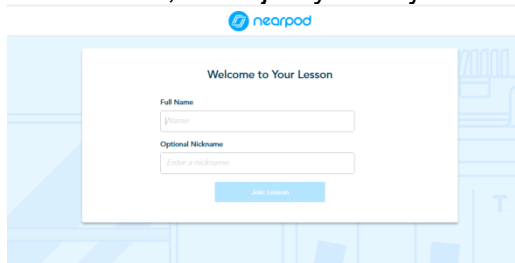 nearpod
Welcome to Your Lesson
Full Name
Name
Optional Nickname
Enter a nickname
Join Lesson